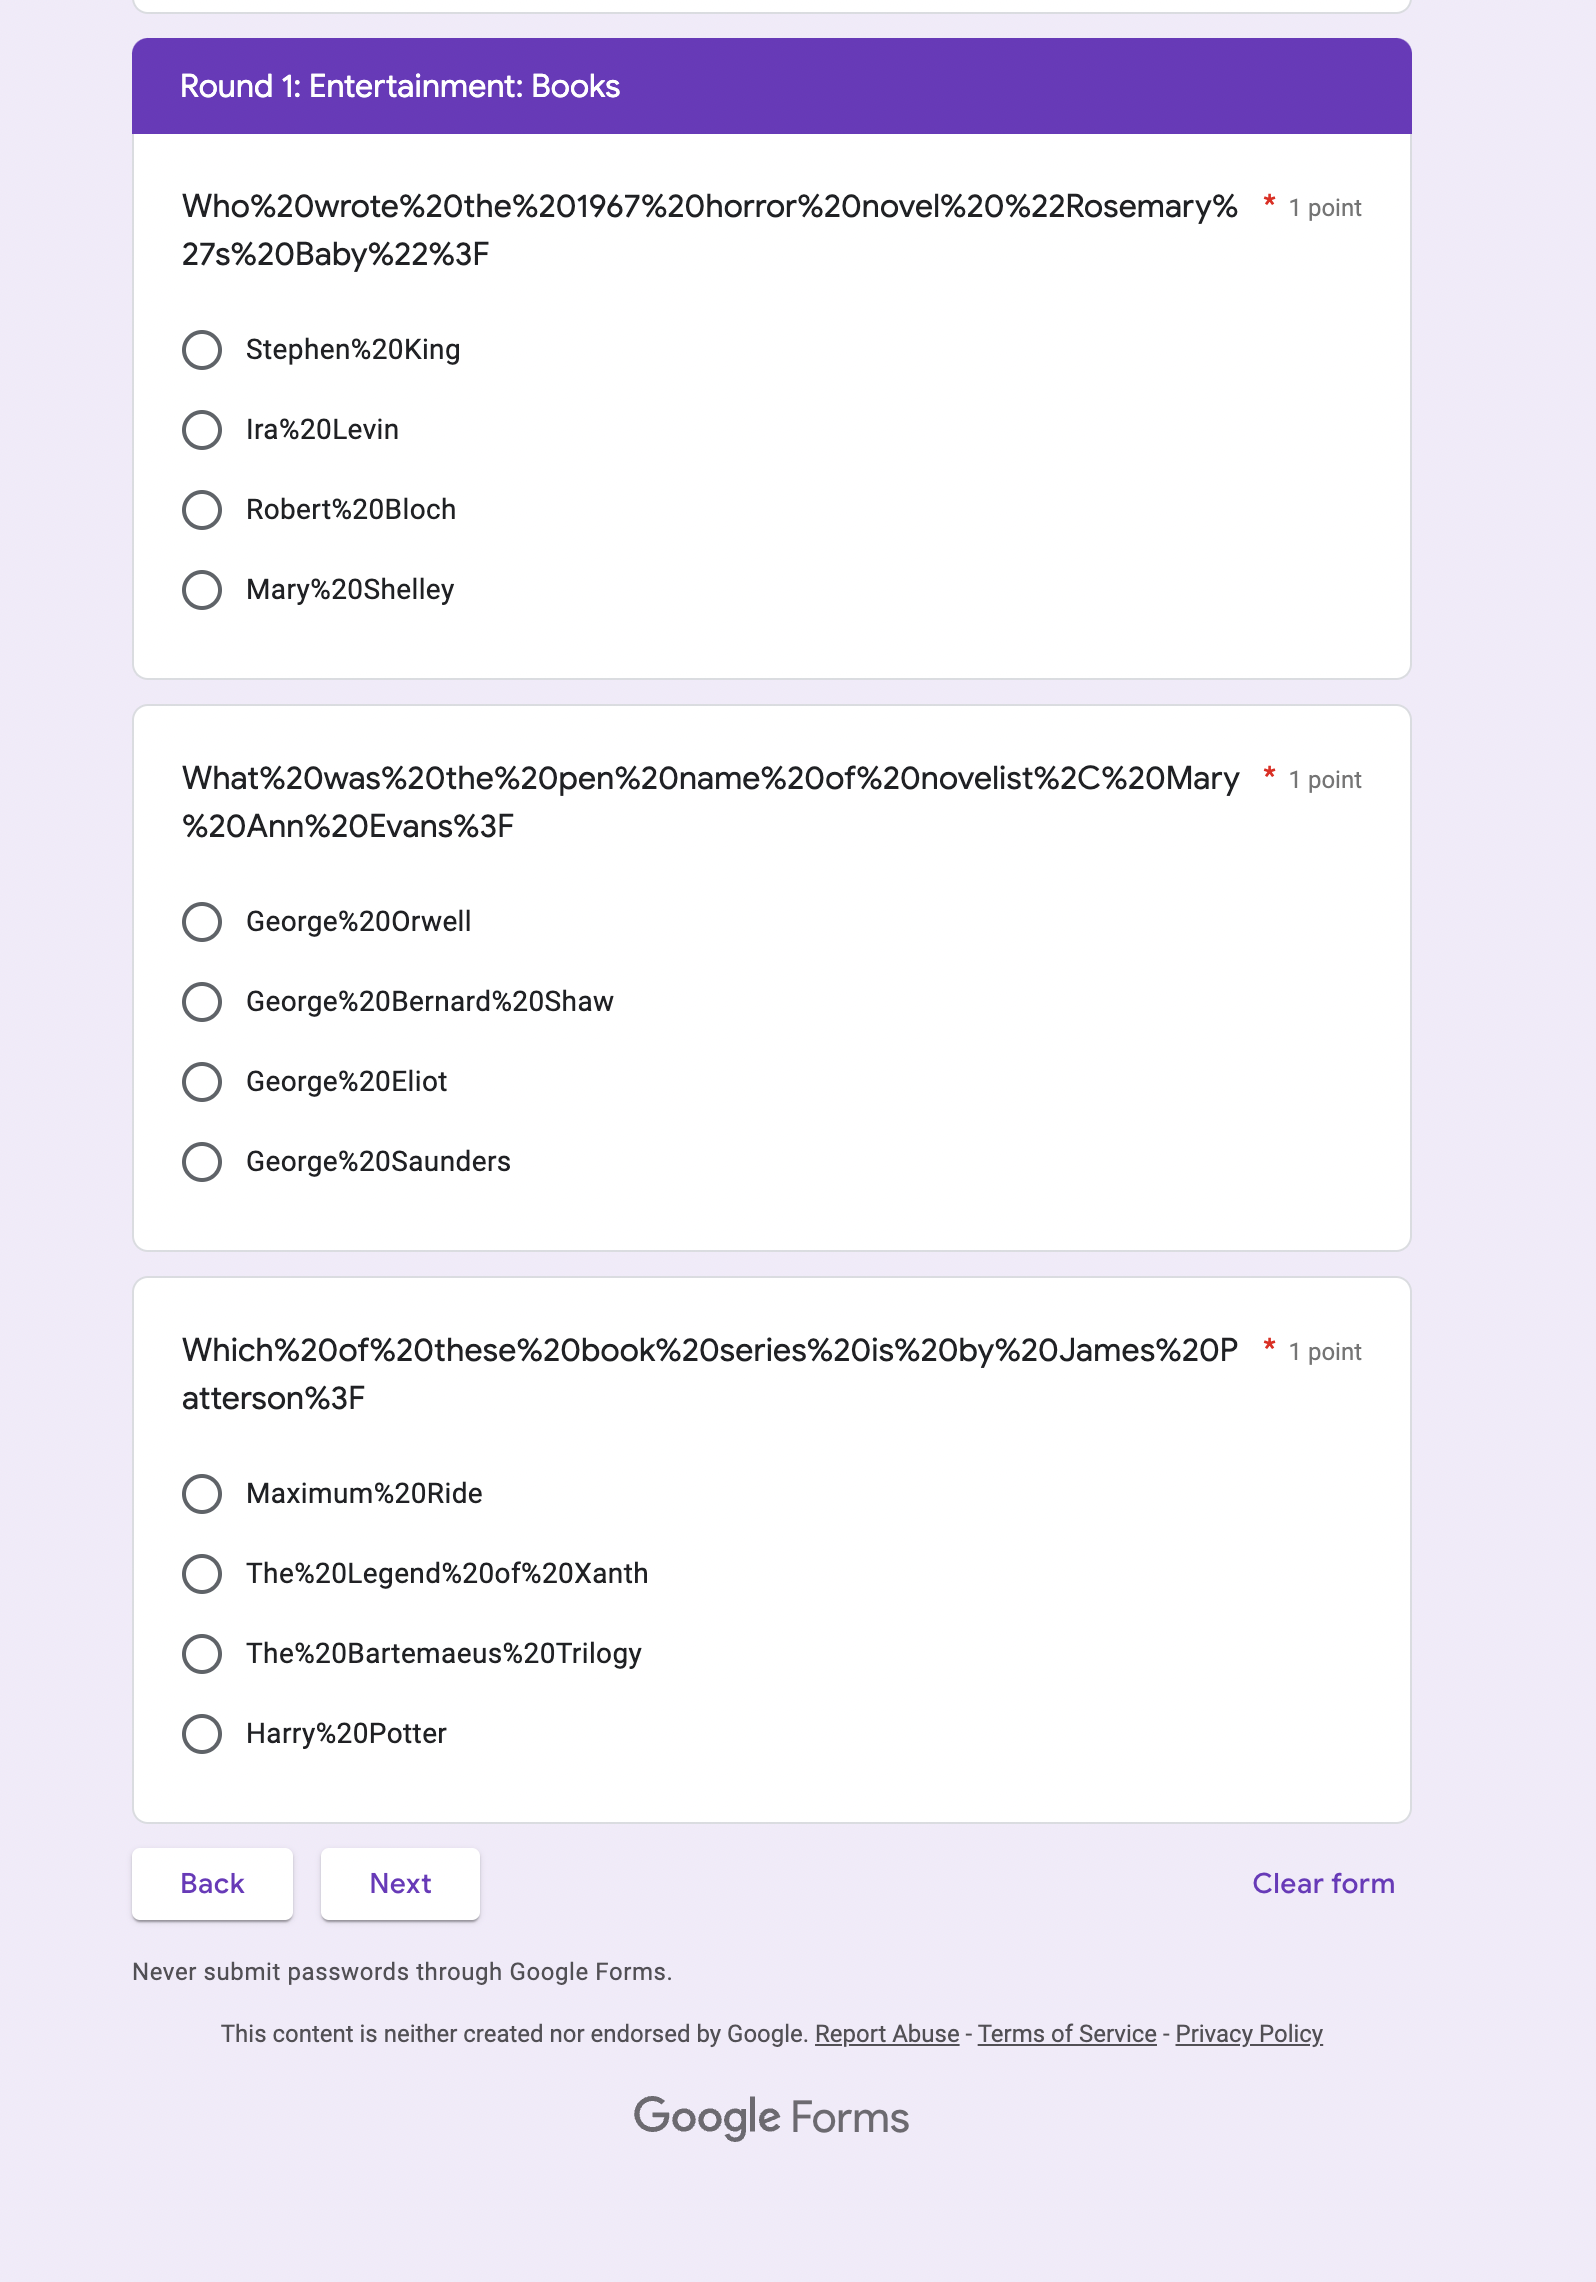 Round 1: Entertainment: Books
Who%20wrote%20the%201967%20horror%20novel%20%22Rosemary%
27s%20Baby%22%3F
* 1 point
Stephen%20King
Ira%20Levin
Robert%20Bloch
Mary%20Shelley
What%20was%20the%20pen%20name%20of%20novelist%2C%20Mary
%20Ann%20Evans%3F
* 1 point
George%20Orwell
George%20Bernard%20Shaw
George%20Eliot
George%20Saunders
Which%20of%20these%20book%20series%20is%20by%20James%20P
atterson%3F
* 1 point
Maximum%20Ride
The%20Legend%20of%20Xanth
The%20Bartemaeus%20Trilogy
Harry%20Potter
Back
Next
Clear form
Never submit passwords through Google Forms.
This content is neither created nor endorsed by Google. Report Abuse - Terms of Service - Privacy Policy
Google Forms